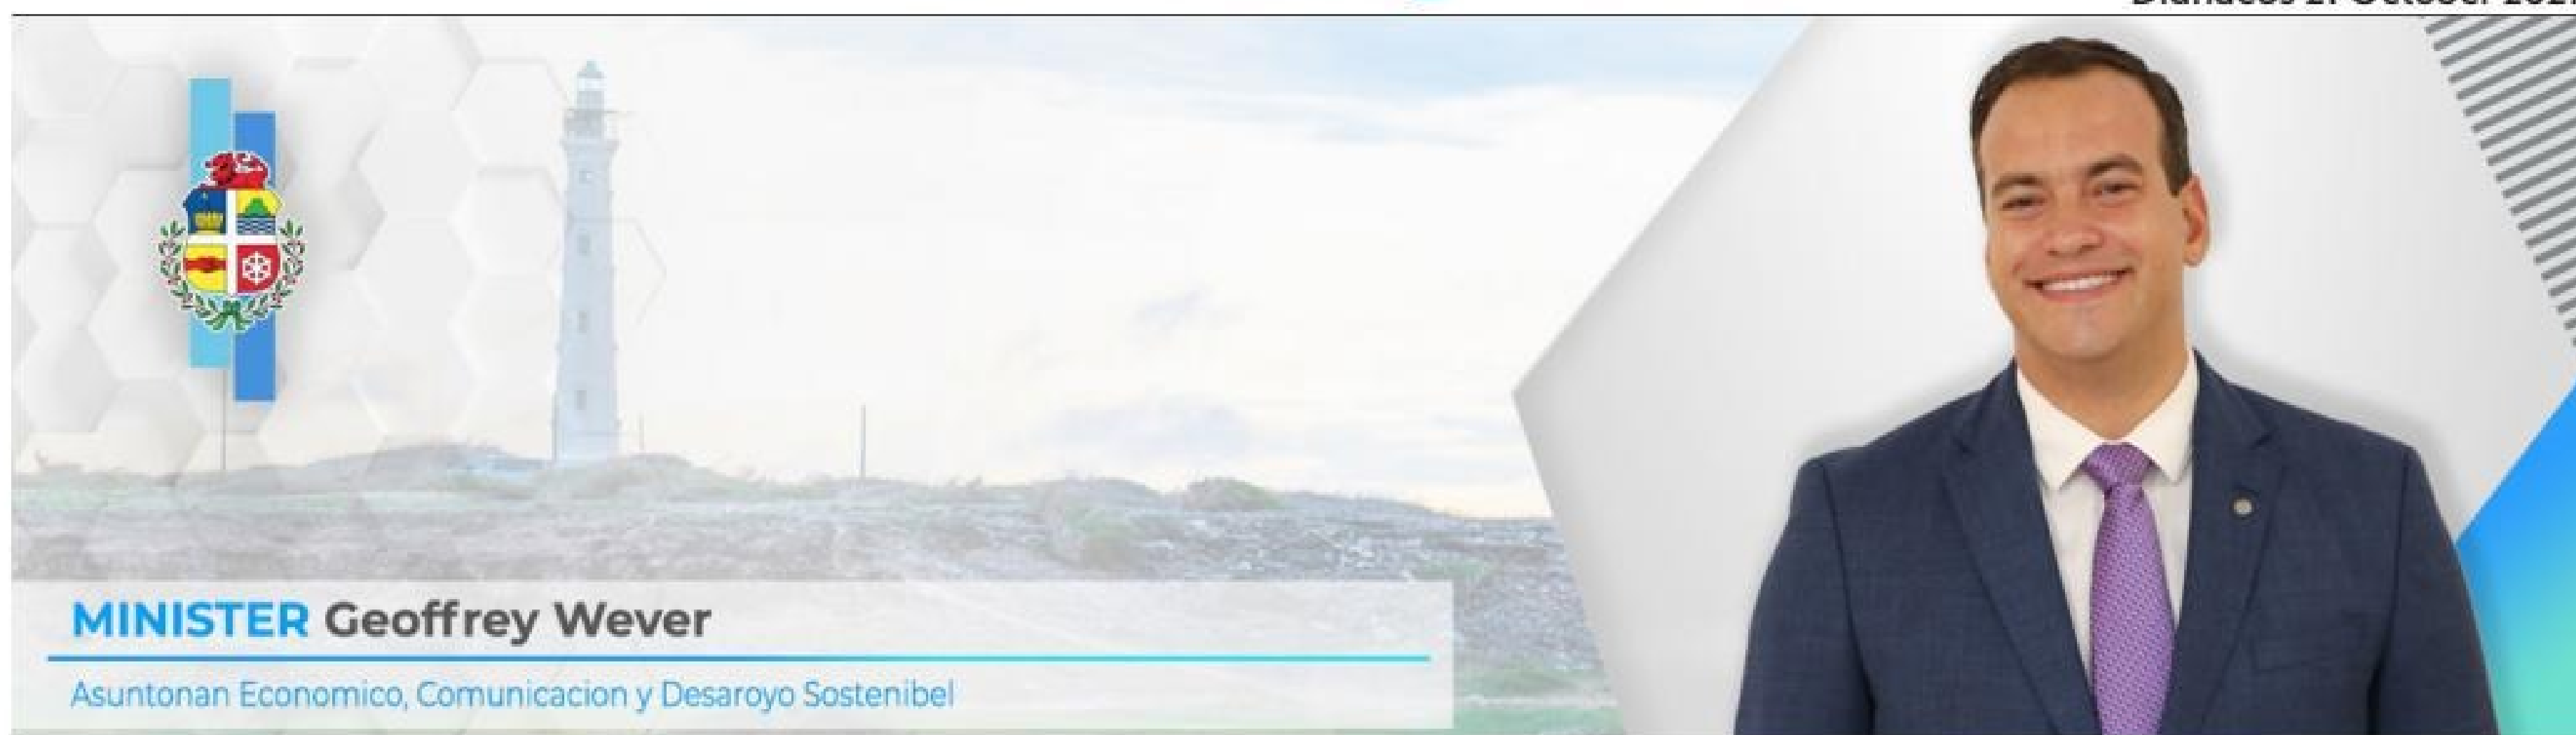 MINISTER Geoffrey Wever
Asuntonan Economico, Comunicacion y Desaroyo Sostenibel